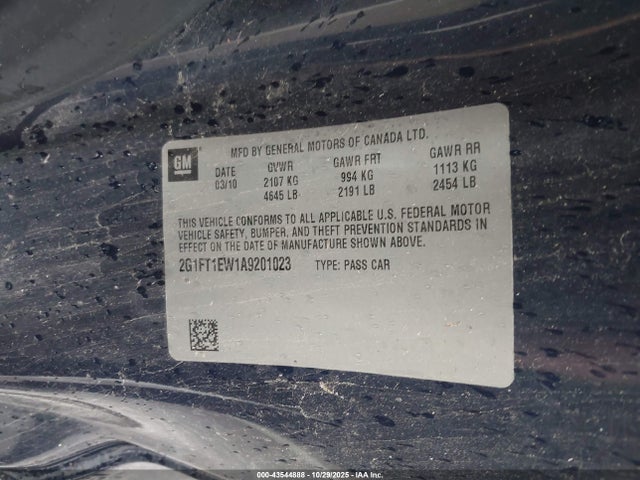 MFD BY GENERAL MOTORS OF CANADA LTD.
GM
DATE GVWR GAWR FRT GAWR RR
03/10 2107 KG 994 KG 1113 KG
4645 LB 2191 LB 2454 LB
THIS VEHICLE CONFORMS TO ALL APPLICABLE U.S. FEDERAL MOTOR
VEHICLE SAFETY, BUMPER, AND THEFT PREVENTION STANDARDS IN
EFFECT ON THE DATE OF MANUFACTURE SHOWN ABOVE.
2G1FT1EW1A9201023 TYPE: PASS CAR
000-43544888 - 10/29/2025 - IAA Inc.